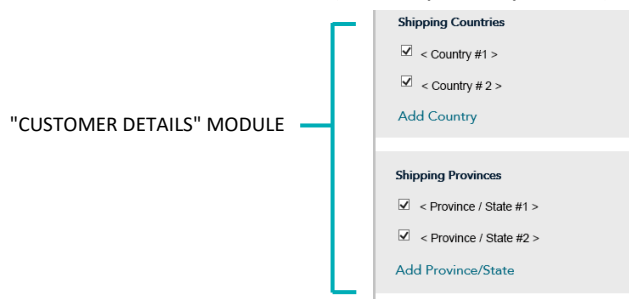 Shipping Countries
< Country #1 >
< Country # 2 >
Add Country
"CUSTOMER DETAILS" MODULE
Shipping Provinces
< Province / State #1 >
< Province / State #2 >
Add Province/State